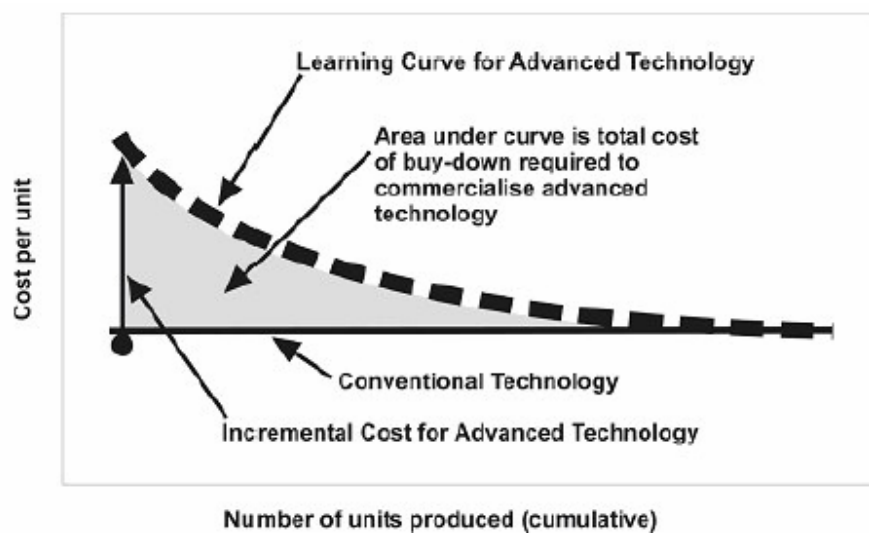 Learning Curve for Advanced Technology
Area under curve is total cost
of buy-down required to
commercialise advanced
technology
Cost per unit
Conventional Technology
Incremental Cost for Advanced Technology
Number of units produced (cumulative)